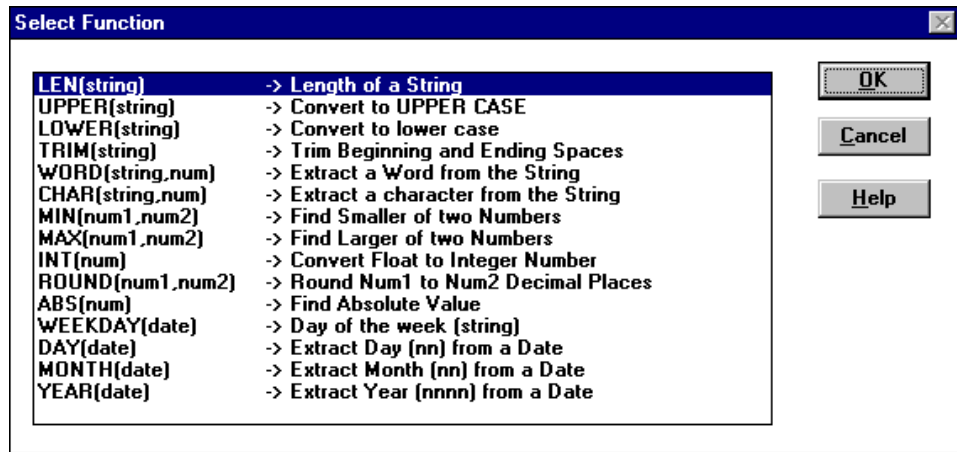 Select Function
LEN(string) -> Length of a String
UPPER(string) -> Convert to UPPER CASE
LOWER(string) -> Convert to lower case
TRIM(string) -> Trim Beginning and Ending Spaces
WORD(string,num) -> Extract a Word from the String
CHAR(string,num) -> Extract a character from the String
MIN(num1,num2) -> Find Smaller of two Numbers
MAX(num1,num2) -> Find Larger of two Numbers
INT(num) -> Convert Float to Integer Number
ROUND(num1,num2) -> Round Num1 to Num2 Decimal Places
ABS(num) -> Find Absolute Value
WEEKDAY(date) -> Day of the week (string)
DAY(date) -> Extract Day (nn) from a Date
MONTH(date) -> Extract Month (nn) from a Date
YEAR(date) -> Extract Year (nnnn) from a Date
OK
Cancel
Help